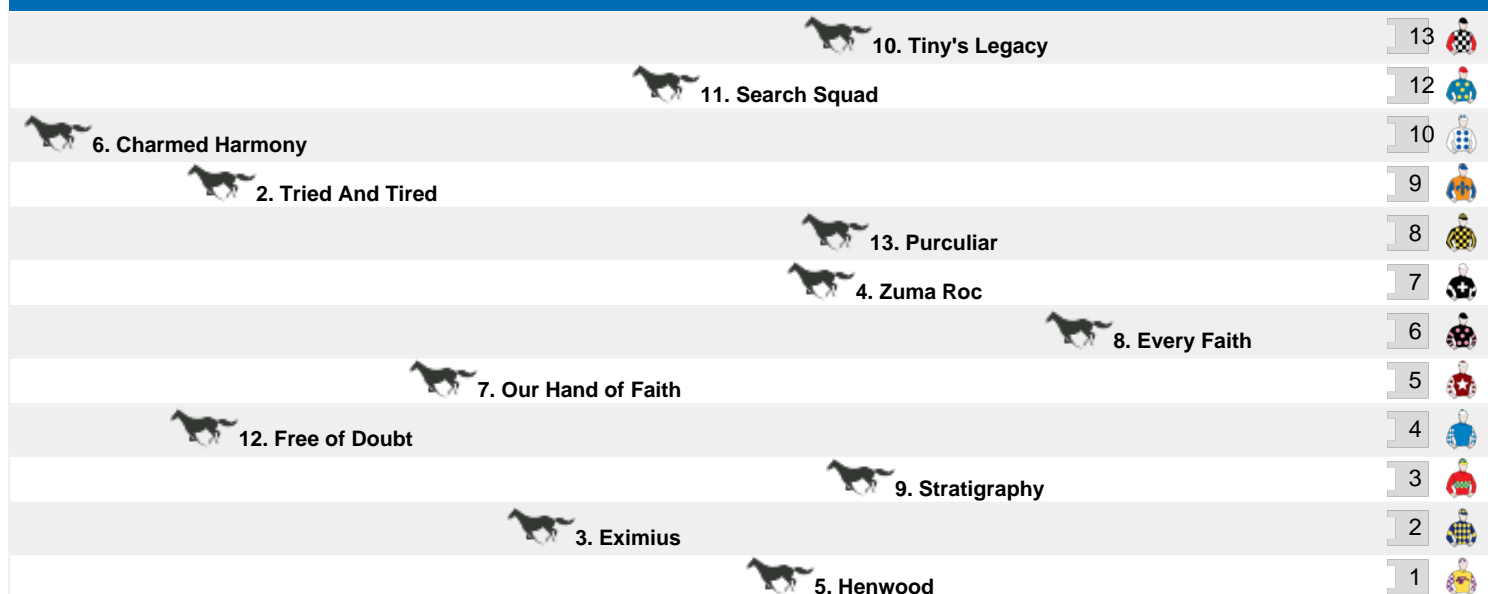 10. Tiny's Legacy 13
11. Search Squad 12
6. Charmed Harmony 10
2. Tried And Tired 9
13. Purculiar 8
4. Zuma Roc 7
8. Every Faith 6
7. Our Hand of Faith 5
12. Free of Doubt 4
9. Stratigraphy 3
3. Eximius 2
5. Henwood 1